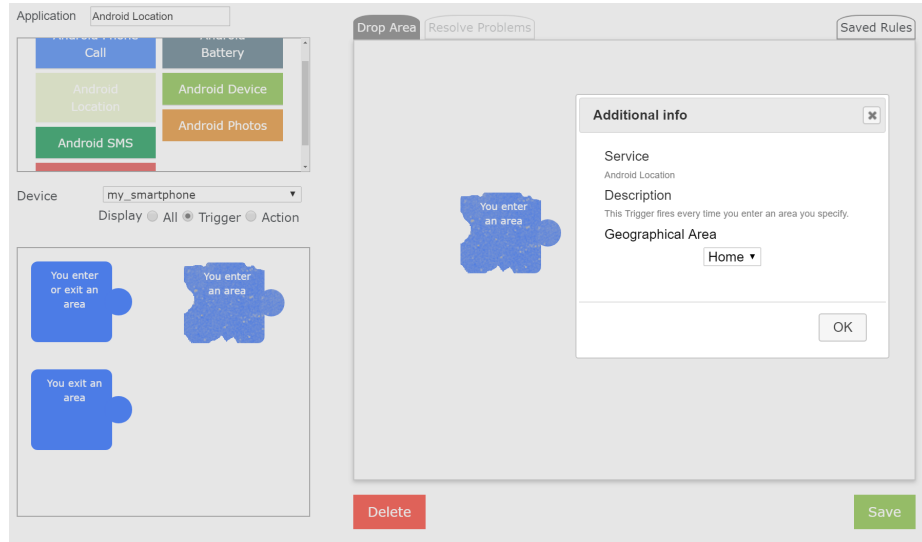 Application
Android Location
Android Phone
Call
Android
Battery
Android
Location
Android Device
Android SMS
Android Photos
Device
my_smartphone
Display
All
Trigger
Action
You enter
or exit an
area
You enter
an area
You exit an
area
Drop Area
Resolve Problems
Saved Rules
You enter
an area
Additional info
Service
Android Location
Description
This Trigger fires every time you enter an area you specify.
Geographical Area
Home
OK
Delete
Save